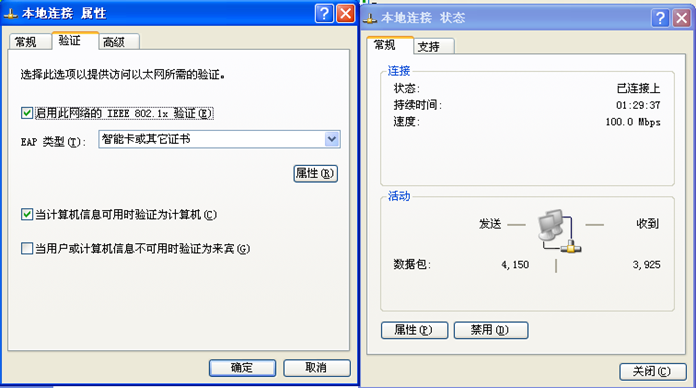 本地连接 属性
常规
验证
高级
选择此选项以提供访问以太网所需的验证。
启用此网络的 IEEE 802.1x 验证(E)
EAP 类型(T):
智能卡或其它证书
属性(R)
当计算机信息可用时验证为计算机(C)
当用户或计算机信息不可用时验证为来宾(G)
确定
取消
本地连接 状态
常规
支持
连接
状态:
已连接上
持续时间:
01:29:37
速度:
100.0 Mbps
活动
发送
收到
数据包:
4,150
3,925
属性(P)
禁用(D)
关闭(C)